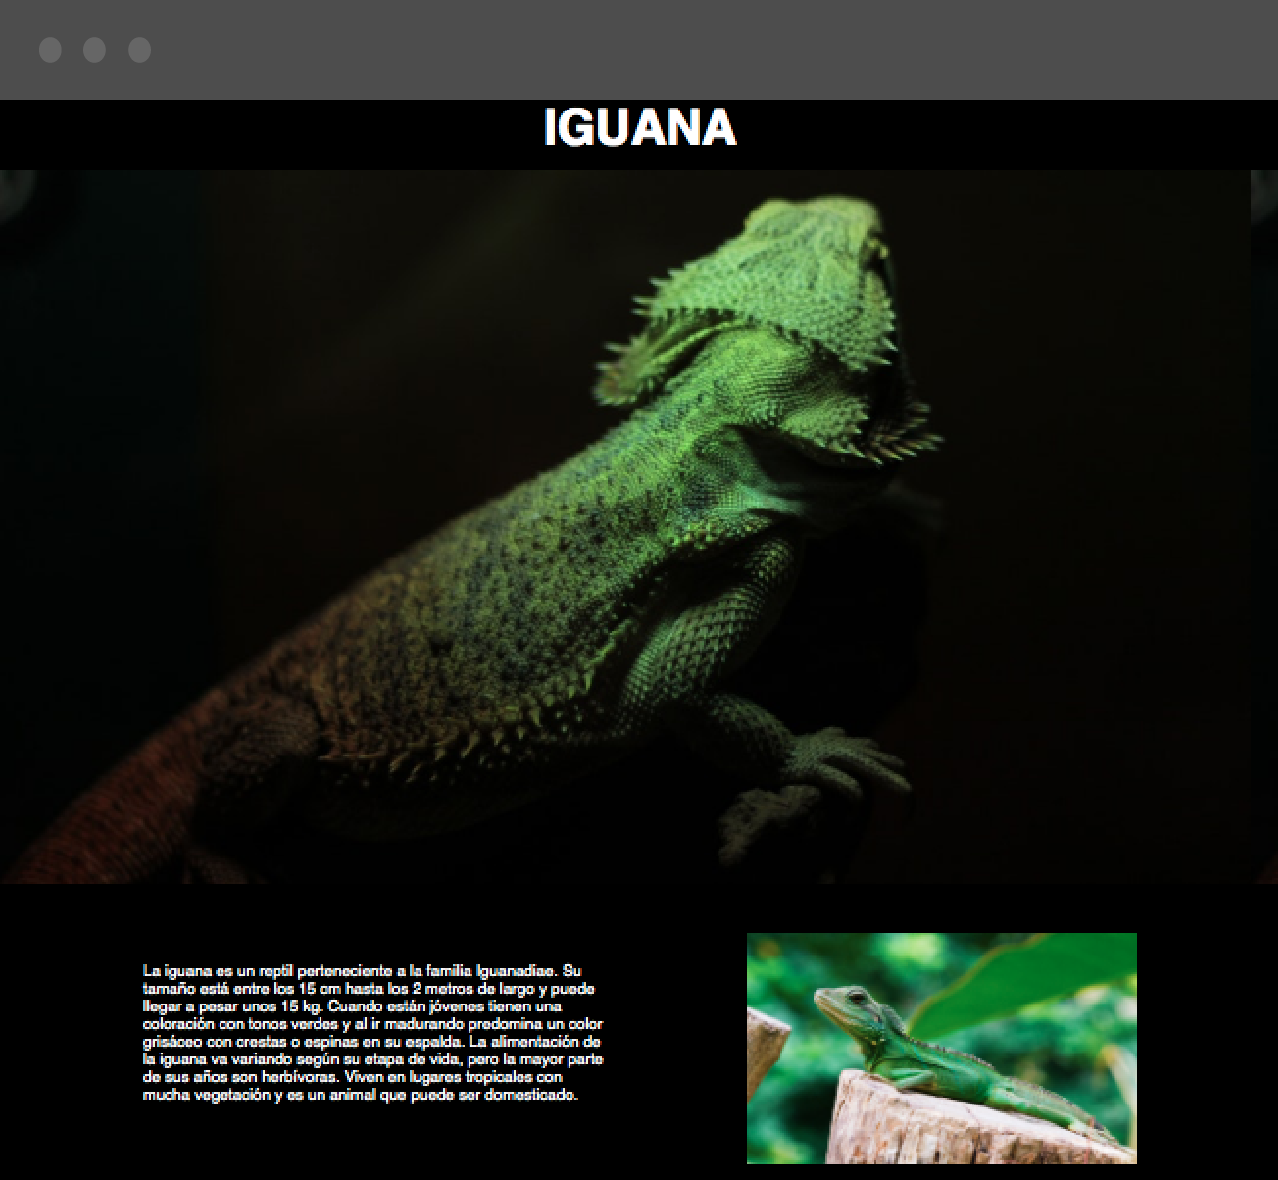 IGUANA
La iguana es un reptil perteneciente a la familia Iguanadiae. Su
tamaño está entre los 15 cm hasta los 2 metros de largo y puede
llegar a pesar unos 15 kg. Cuando están jóvenes tienen una
coloración con tonos verdes y al ir madurando predomina un color
grisáceo con crestas o espinas en su espalda. La alimentación de
la iguana va variando según su etapa de vida, pero la mayor parte
de sus años son herbívoras. Viven en lugares tropicales con
mucha vegetación y es un animal que puede ser domesticado.